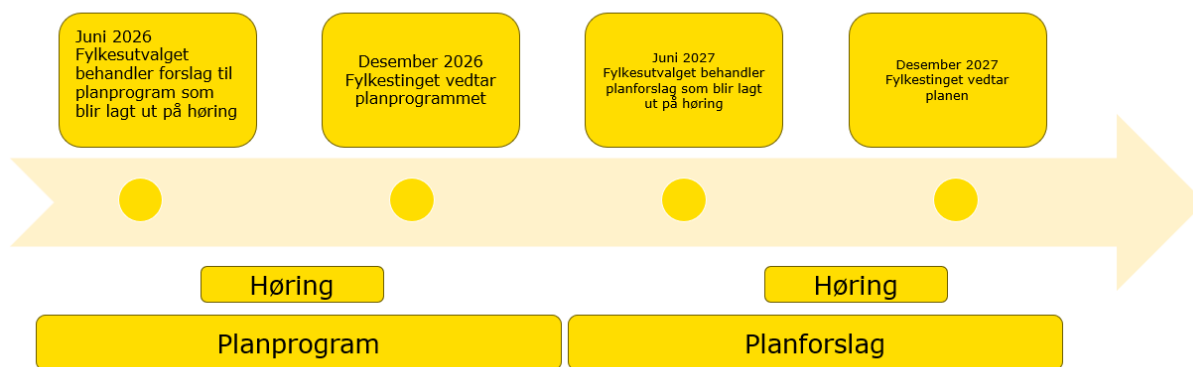 Juni 2026
Fylkesutvalget
behandler forslag til
planprogram som
blir lagt ut på høring
Desember 2026
Fylkestinget vedtar
planprogrammet
Juni 2027
Fylkesutvalget behandler
planforslag som blir lagt
ut på høring
Desember 2027
Fylkestinget vedtar
planen
Høring
Høring
Planprogram
Planforslag